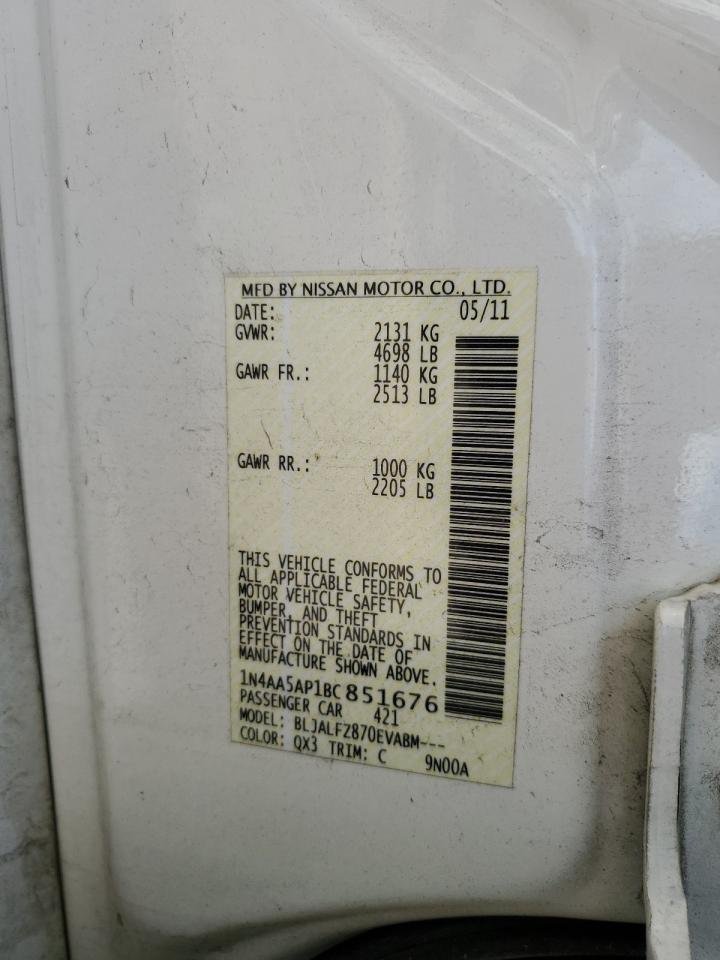 MFD BY NISSAN MOTOR CO., LTD.
DATE: 05/11
GVWR: 2131 KG
4698 LB
GAWR FR.: 1140 KG
2513 LB
GAWR RR.: 1000 KG
2205 LB
THIS VEHICLE CONFORMS TO
ALL APPLICABLE FEDERAL
MOTOR VEHICLE SAFETY,
BUMPER, AND THEFT
PREVENTION STANDARDS IN
EFFECT ON THE DATE OF
MANUFACTURE SHOWN ABOVE.
1N4AA5AP1BC851676
PASSENGER CAR 421
MODEL: BLJALFZ870EVABM---
COLOR: QX3 TRIM: C 9N00A